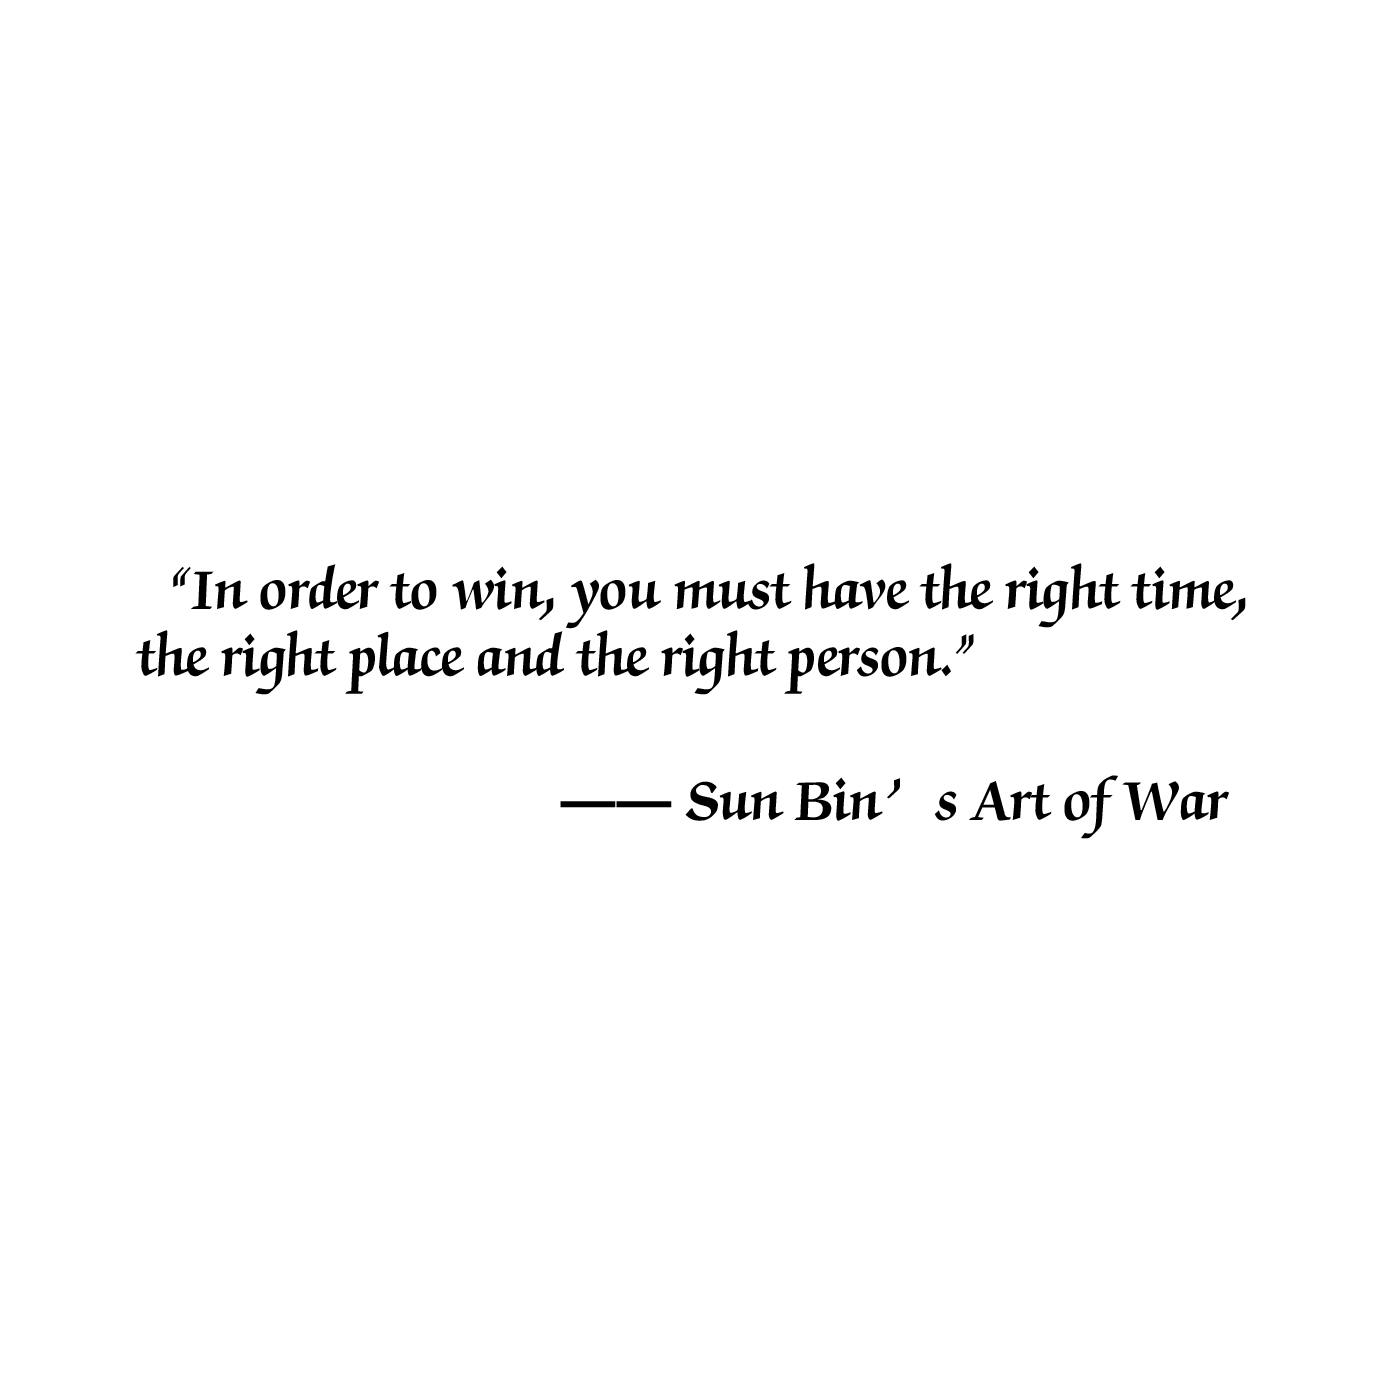 “In order to win, you must have the right time,
the right place and the right person.”
—— Sun Bin’s Art of War